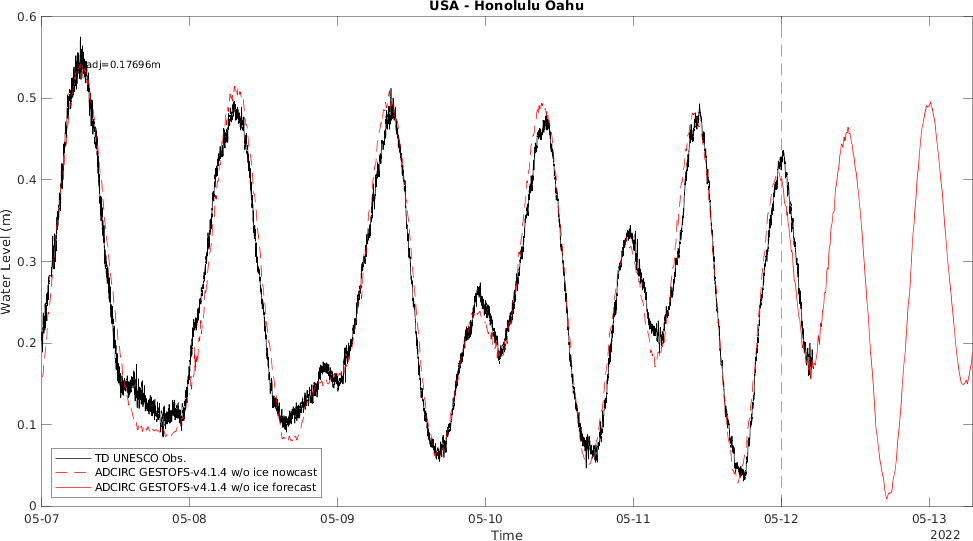 USA - Honolulu Oahu
0.6
0.5
0.4
0.3
0.2
0.1
0
Water Level (m)
adj=0.17696m
TD UNESCO Obs.
ADCIRC GESTOFS-v4.1.4 w/o ice nowcast
ADCIRC GESTOFS-v4.1.4 w/o ice forecast
05-07 05-08 05-09 05-10 05-11 05-12 05-13
Time
2022